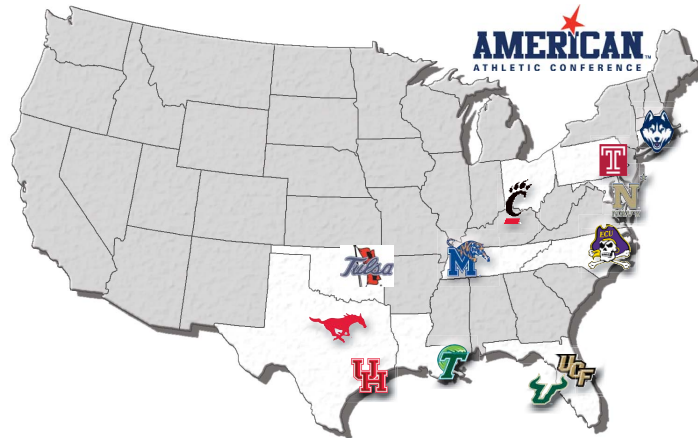 AMERICAN
ATHLETIC CONFERENCE
T
C
N
ECU
Tulsa
M
UH
T
UCF